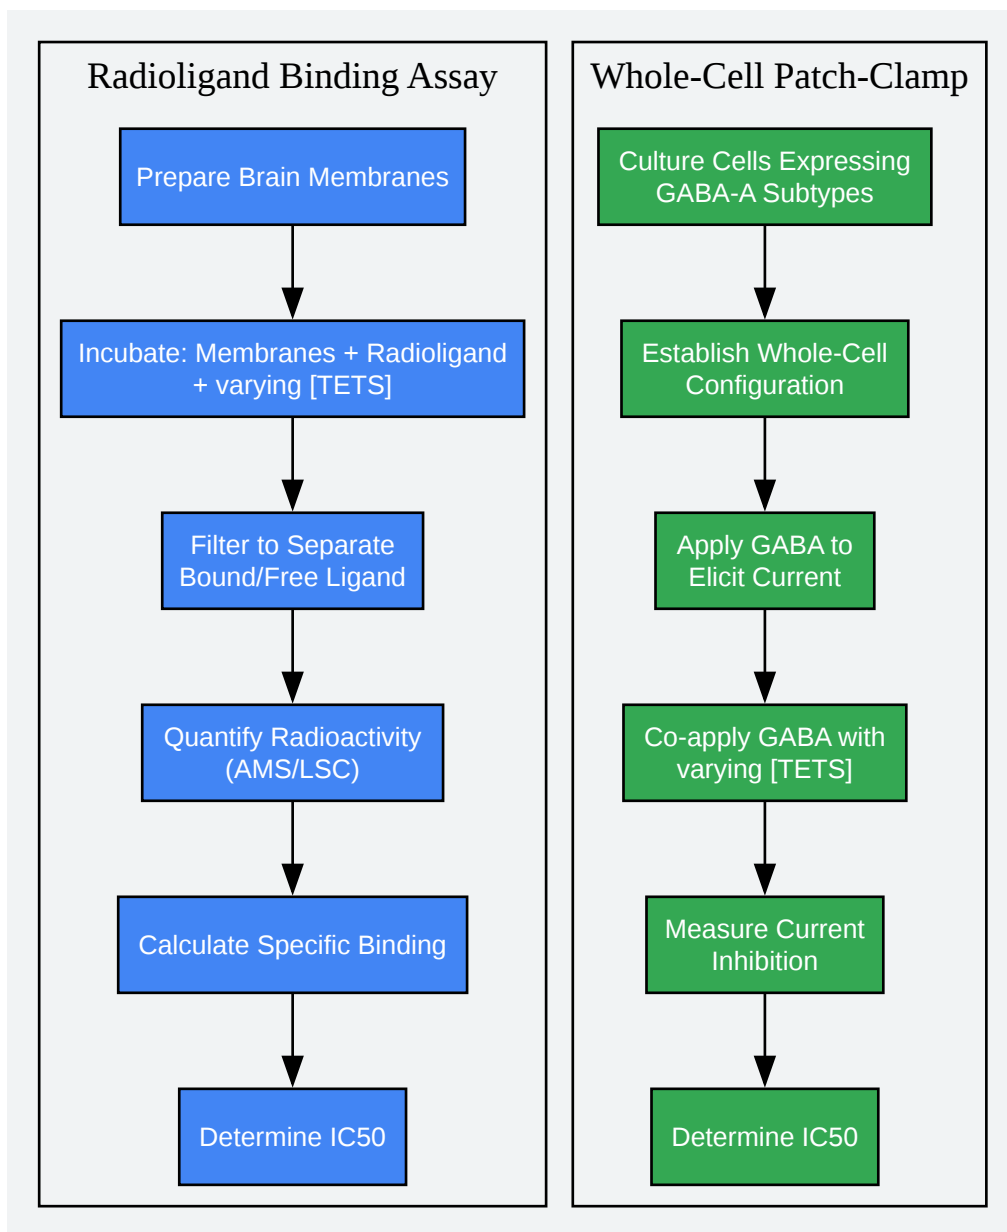 Radioligand Binding Assay
Prepare Brain Membranes
Incubate: Membranes + Radioligand
+ varying [TETS]
Filter to Separate
Bound/Free Ligand
Quantify Radioactivity
(AMS/LSC)
Calculate Specific Binding
Determine IC50
Whole-Cell Patch-Clamp
Culture Cells Expressing
GABA-A Subtypes
Establish Whole-Cell
Configuration
Apply GABA to
Elicit Current
Co-apply GABA with
varying [TETS]
Measure Current
Inhibition
Determine IC50